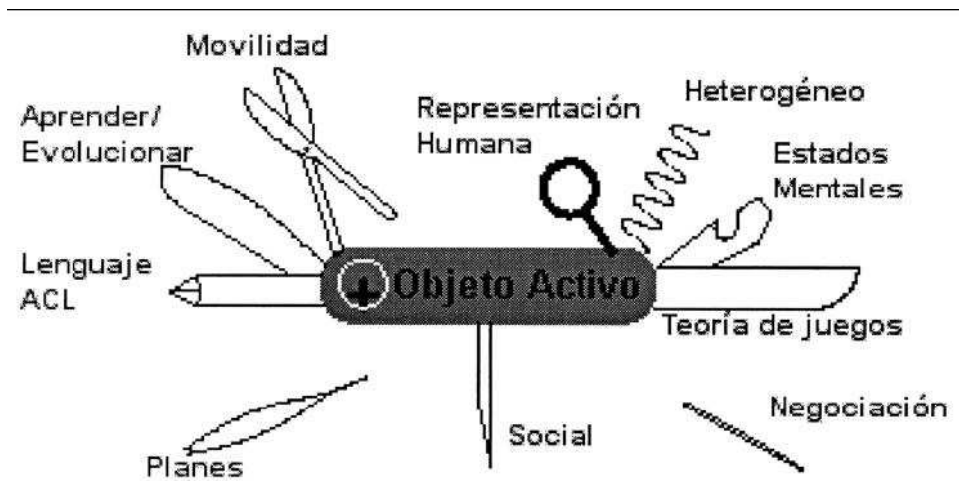 Movilidad
Aprender/
Evolucionar
Representación
Humana
Heterogéneo
Estados
Mentales
Lenguaje
ACL
Objeto Activo
Teoría de juegos
Planes
Social
Negociación